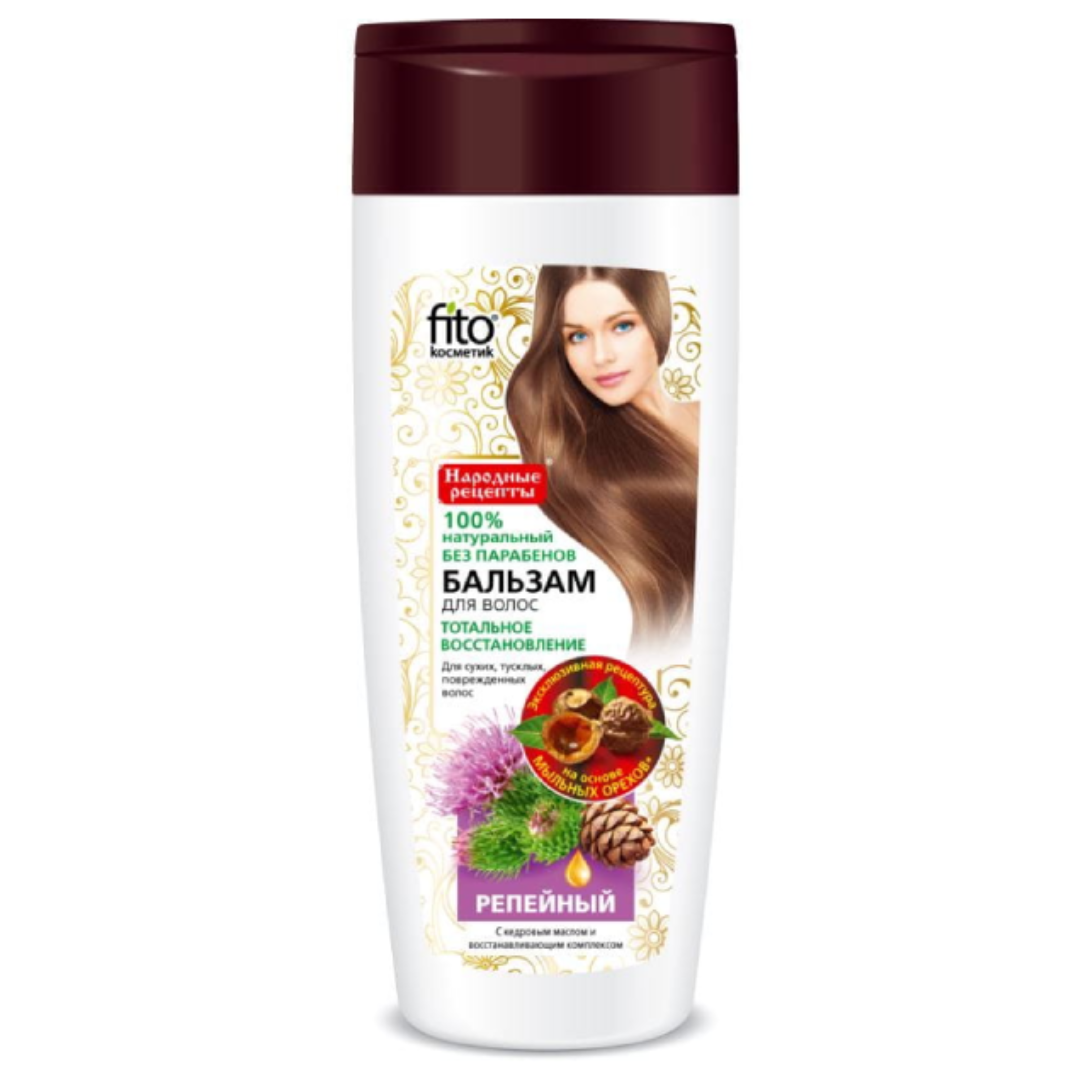 fito®
косметик
Народные
рецепты
®
100%
натуральный
БЕЗ ПАРАБЕНОВ
БАЛЬЗАМ
ДЛЯ ВОЛОС
ТОТАЛЬНОЕ
ВОССТАНОВЛЕНИЕ
Для сухих, тусклых,
поврежденных
волос
Эксклюзивная рецептура
на основе
МЫЛЬНЫХ ОРЕХОВ*
РЕПЕЙНЫЙ
С кедровым маслом и
восстанавливающим комплексом